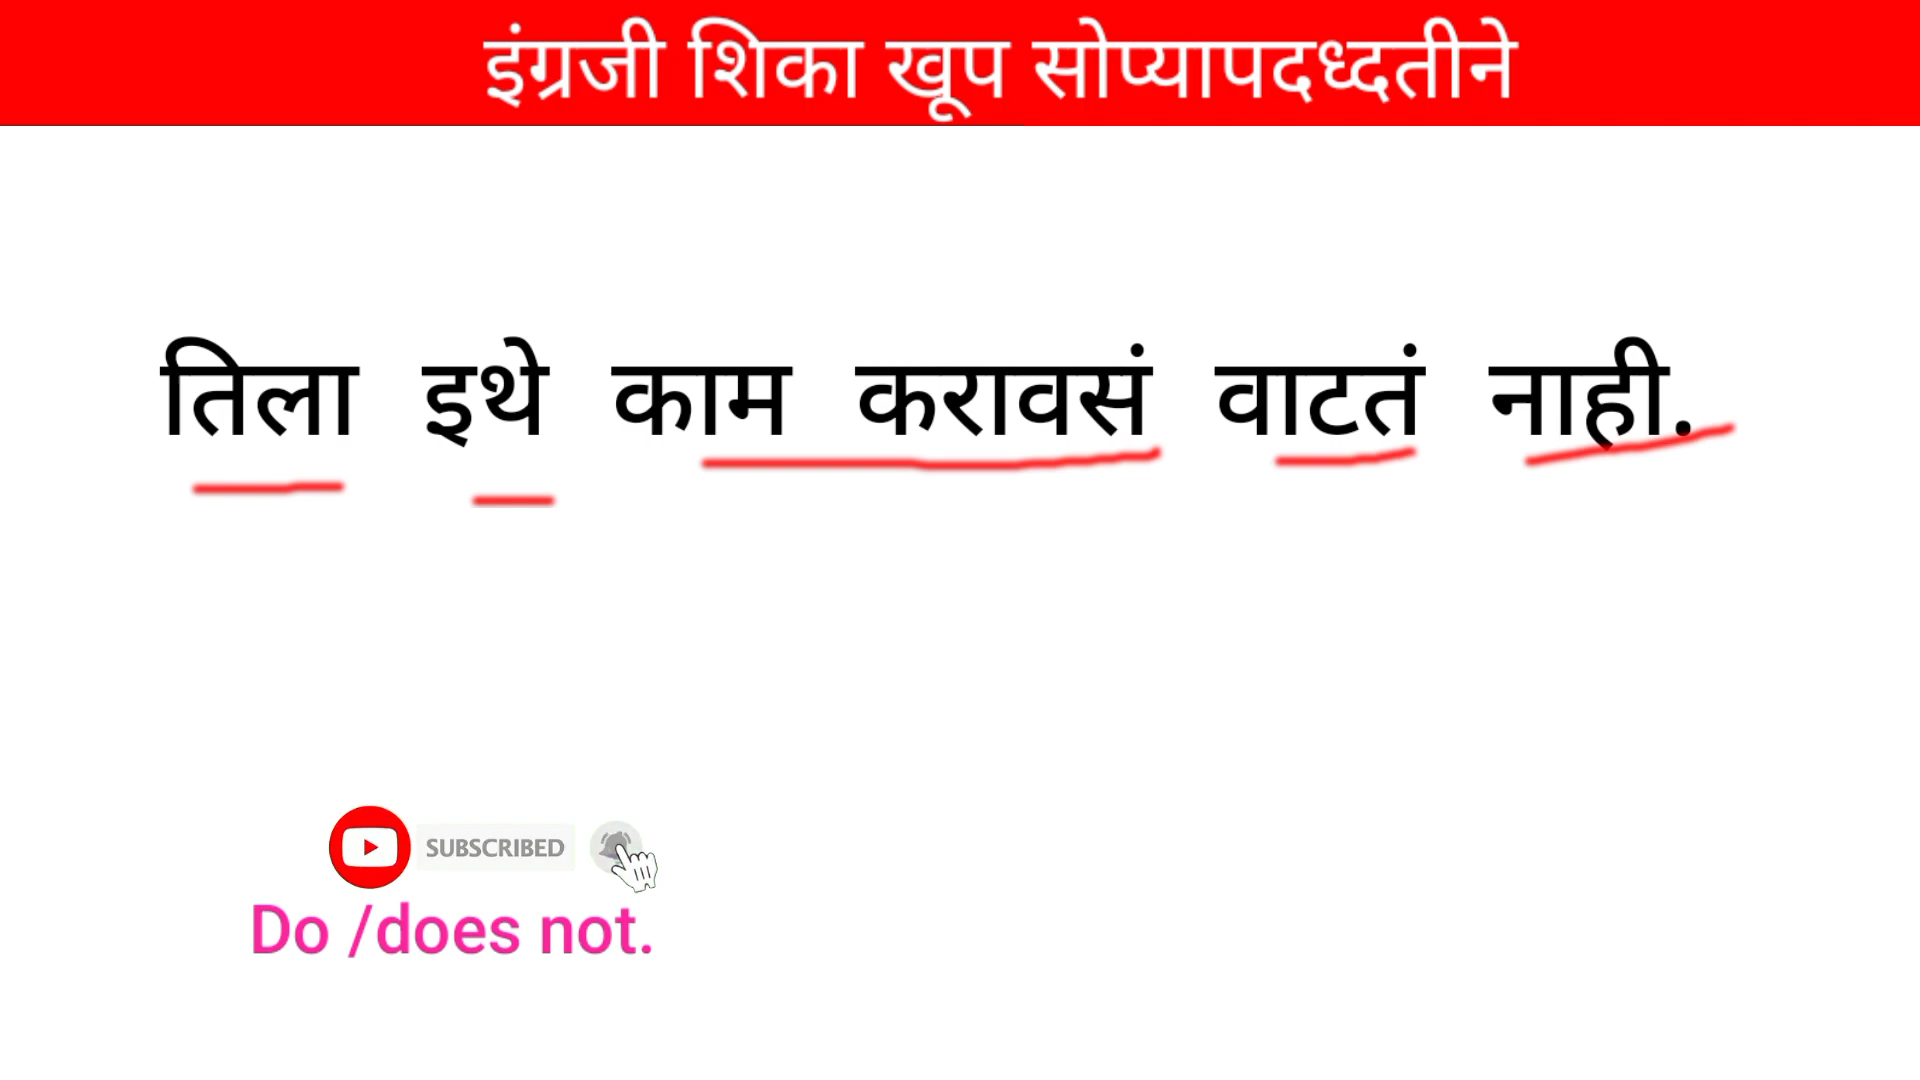 इंग्रजी शिका खूप सोप्यापदध्दतीने
तिला इथे काम करावसं वाटतं नाही.
SUBSCRIBED
Do /does not.